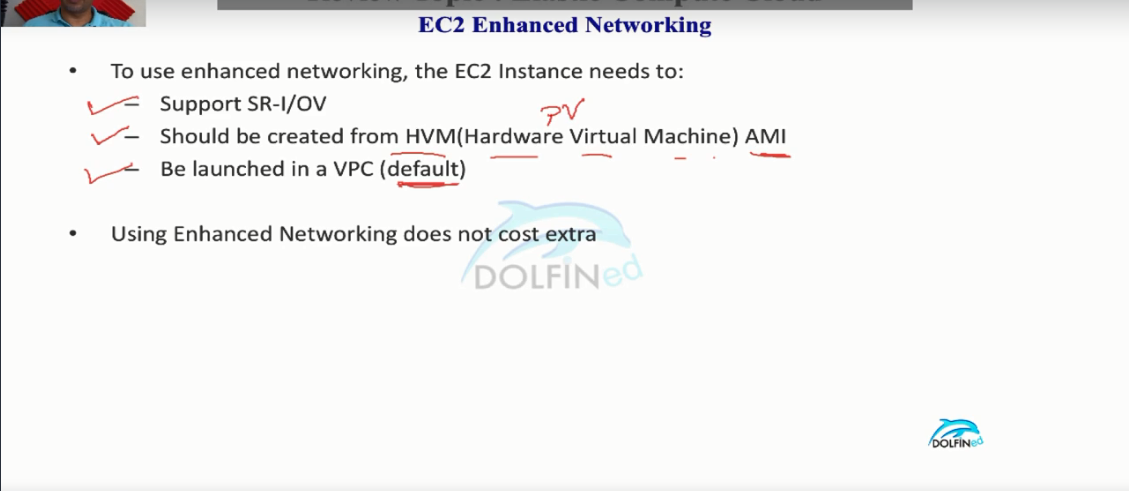 EC2 Enhanced Networking
• To use enhanced networking, the EC2 Instance needs to:
– Support SR-I/OV
PV
– Should be created from HVM(Hardware Virtual Machine) AMI
– Be launched in a VPC (default)
• Using Enhanced Networking does not cost extra
DOLFINed
DOLFINed